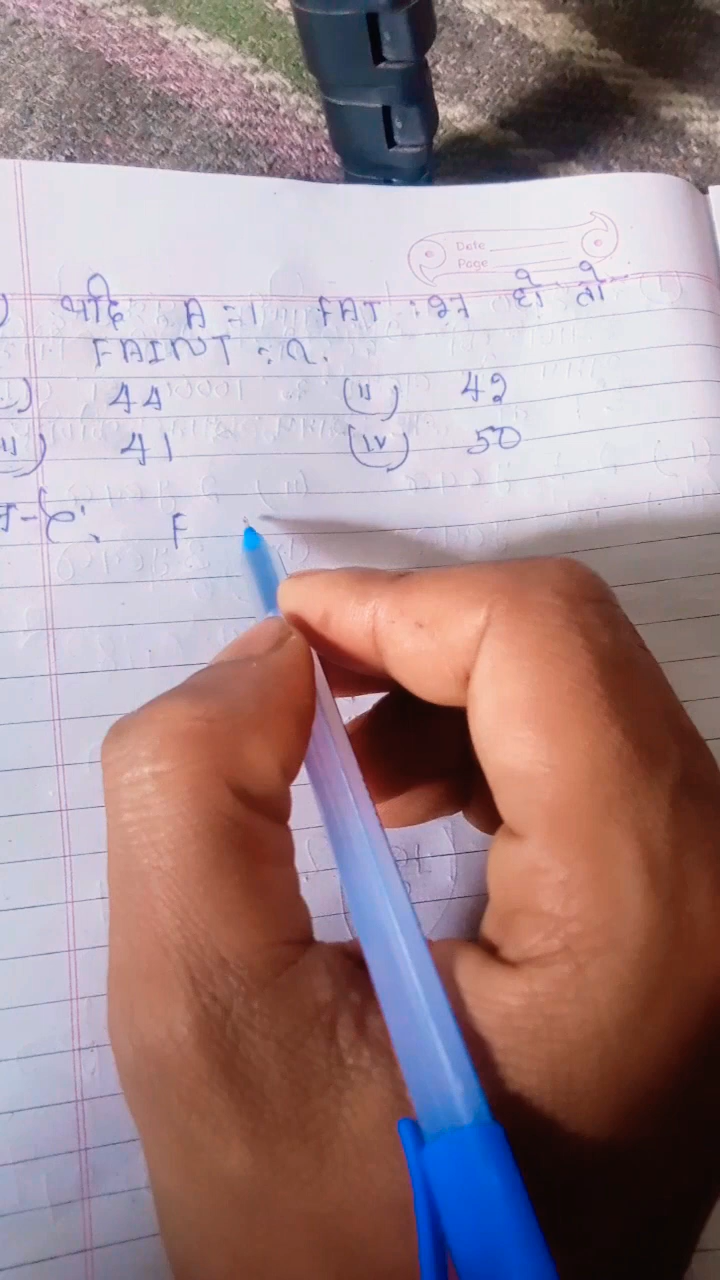 Date
Page
) यदि A = 1 FAT : 27 हो तो
FAINT = ?.
) 44 (ii) 42
) 41 (iv) 50
F